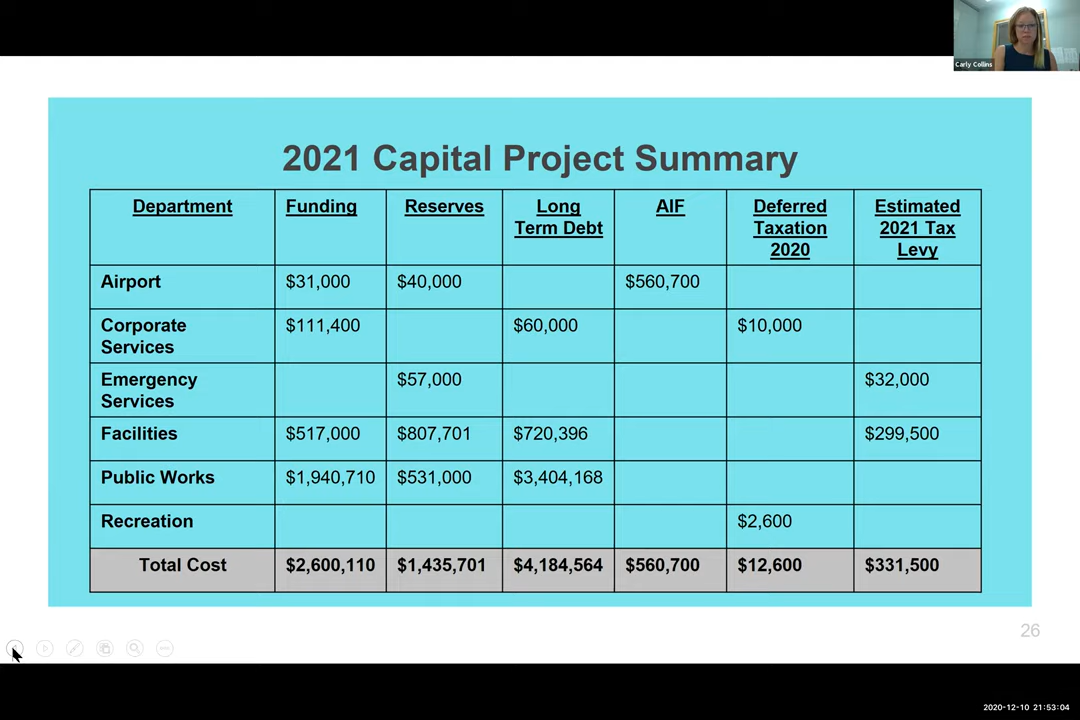 Carly Collins
2021 Capital Project Summary
Department Funding Reserves Long Term Debt AIF Deferred Taxation 2020 Estimated 2021 Tax Levy
Airport $31,000 $40,000 $560,700
Corporate Services $111,400 $60,000 $10,000
Emergency Services $57,000 $32,000
Facilities $517,000 $807,701 $720,396 $299,500
Public Works $1,940,710 $531,000 $3,404,168
Recreation $2,600
Total Cost $2,600,110 $1,435,701 $4,184,564 $560,700 $12,600 $331,500
26
2020-12-10 21:53:04